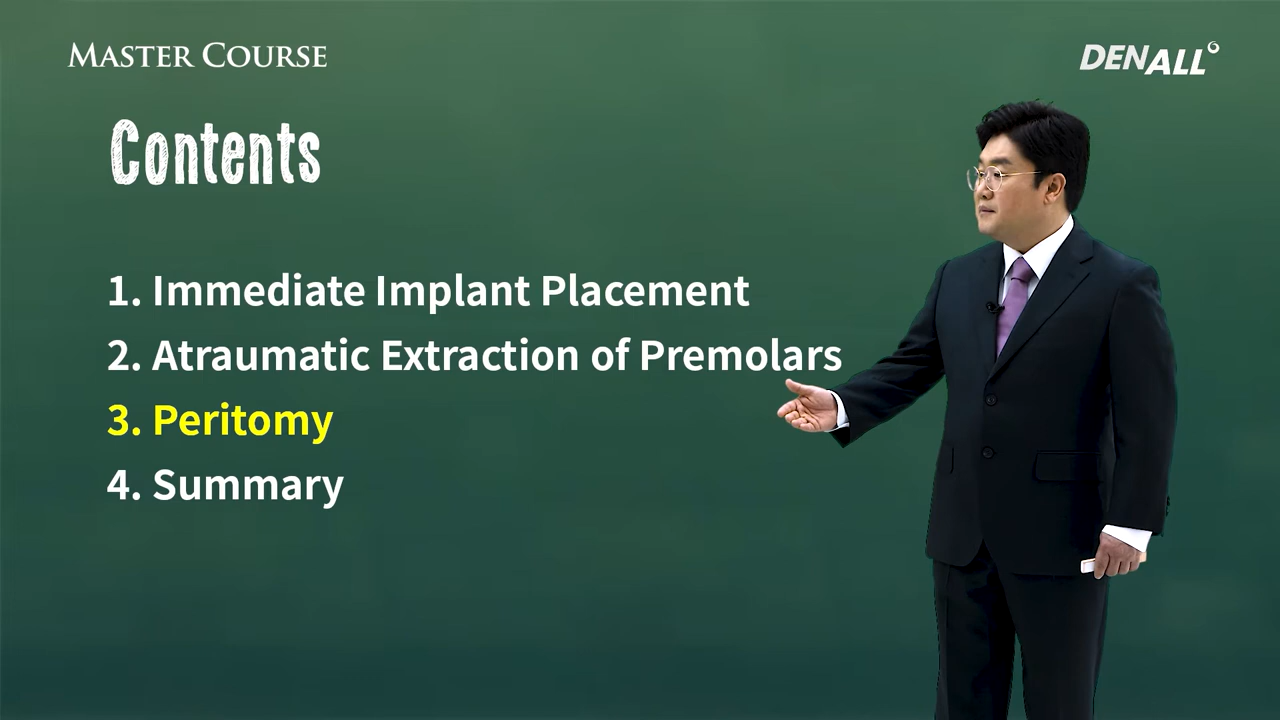 MASTER COURSE
DENALL
Contents
1. Immediate Implant Placement
2. Atraumatic Extraction of Premolars
3. Peritomy
4. Summary